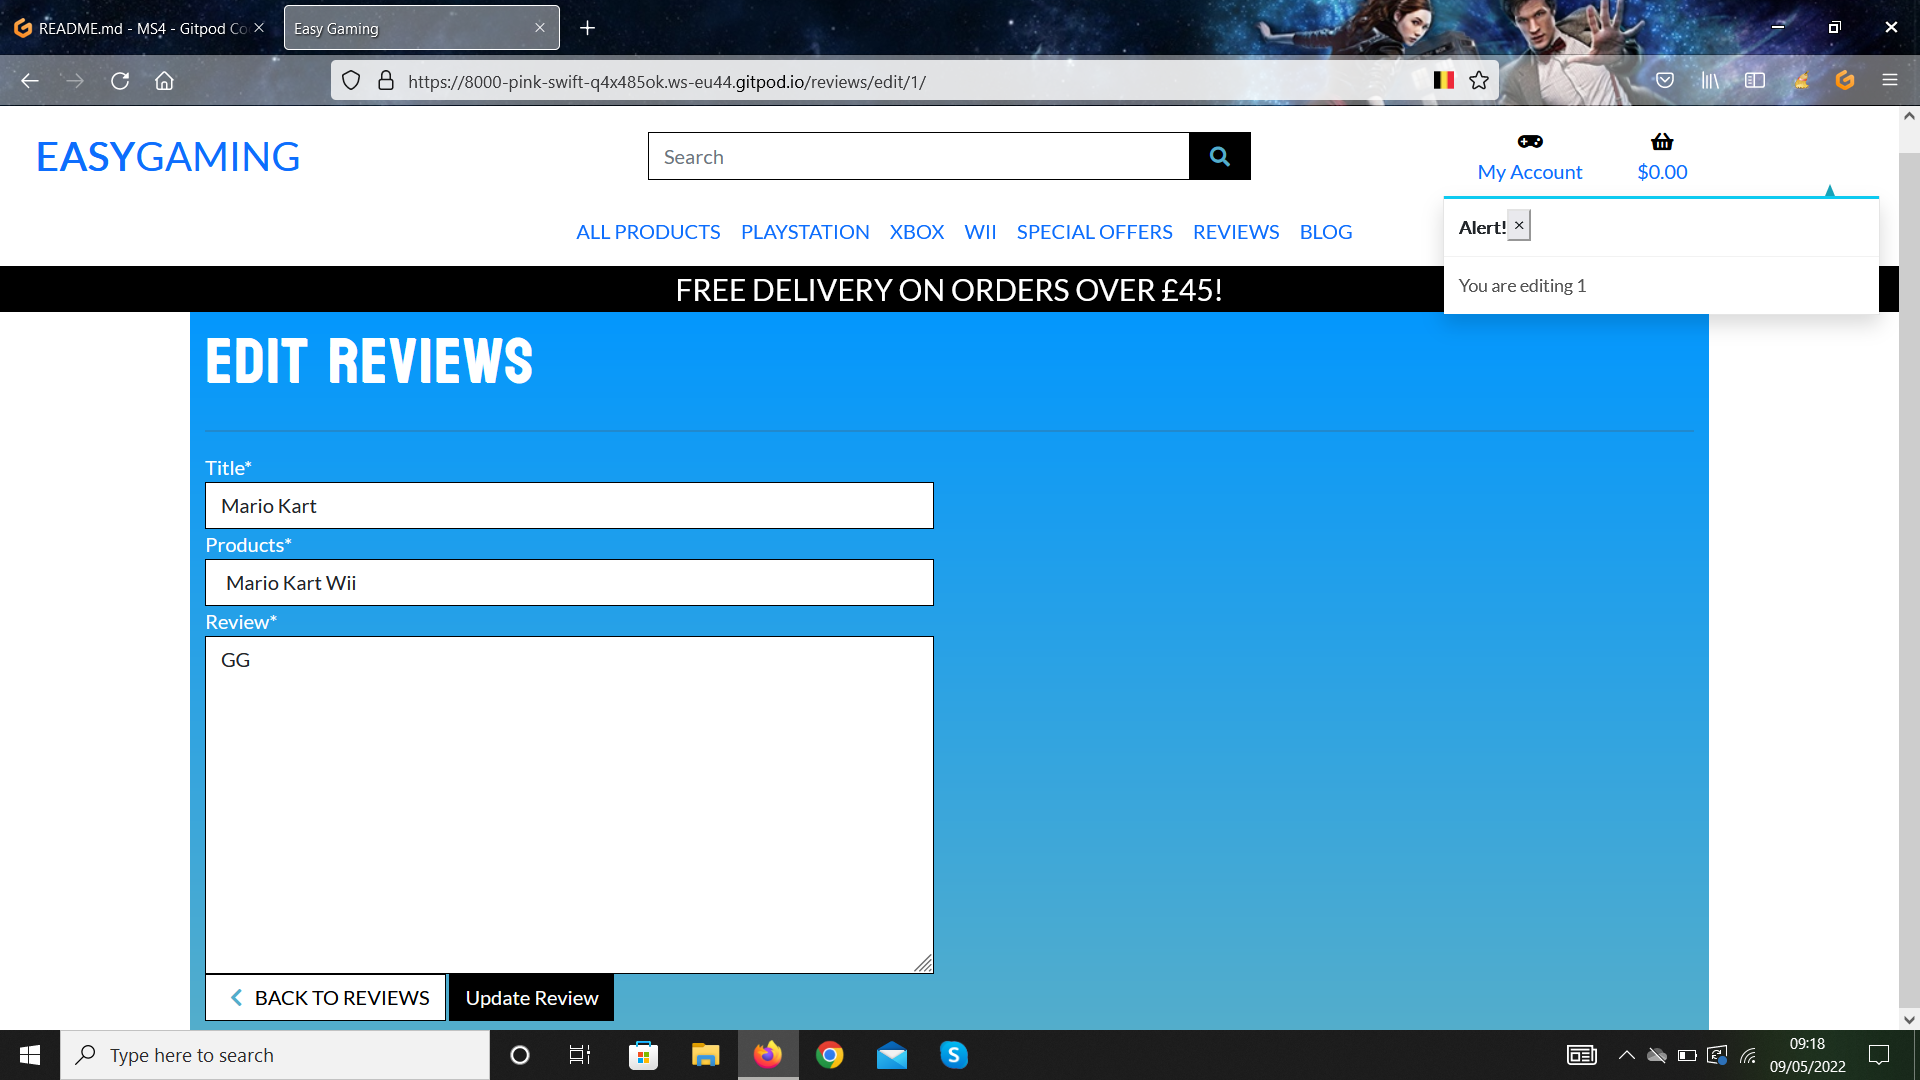 README.md - MS4 - Gitpod Co
Easy Gaming
https://8000-pink-swift-q4x485ok.ws-eu44.gitpod.io/reviews/edit/1/
EASYGAMING
Search
My Account
$0.00
ALL PRODUCTS PLAYSTATION XBOX WII SPECIAL OFFERS REVIEWS BLOG
Alert! ×
You are editing 1
FREE DELIVERY ON ORDERS OVER £45!
EDIT REVIEWS
Title*
Mario Kart
Products*
Mario Kart Wii
Review*
GG
BACK TO REVIEWS
Update Review
Type here to search
09:18
09/05/2022